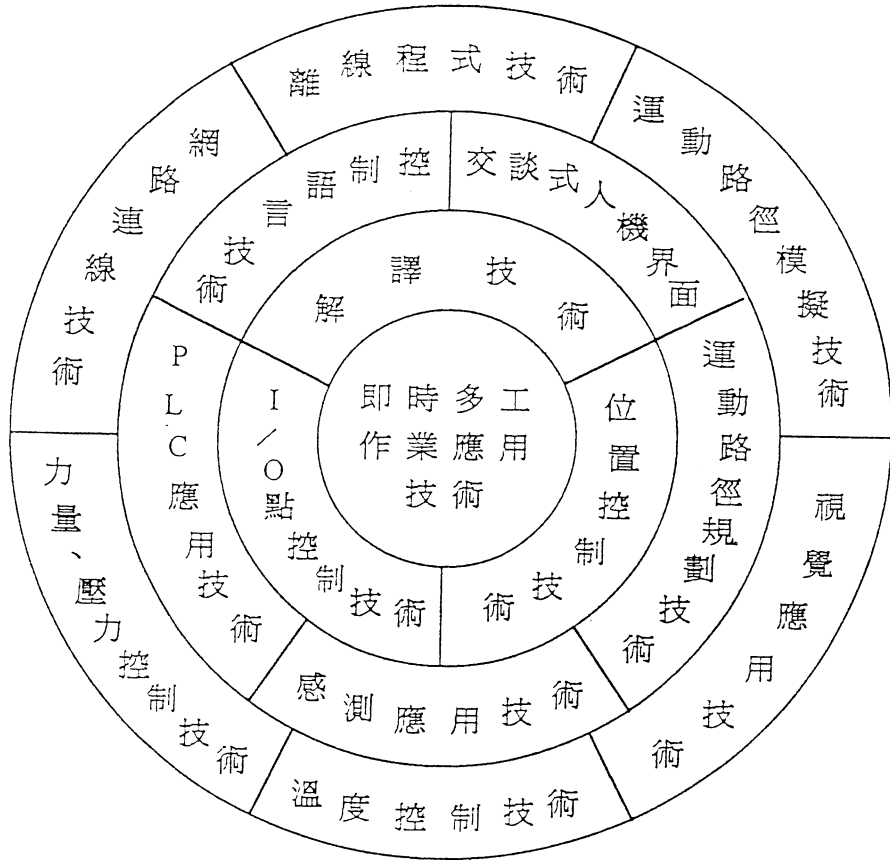 離線程式技術
運動路徑模擬技術
視覺應用技術
溫度控制技術
力量、壓力控制技術
網路連線技術
控制語言技術
交談式人機界面
運動路徑規劃技術
感測應用技術
PLC應用技術
解譯技術
位置控制技術
I/O點控制技術
即時多工
作業應用
技術